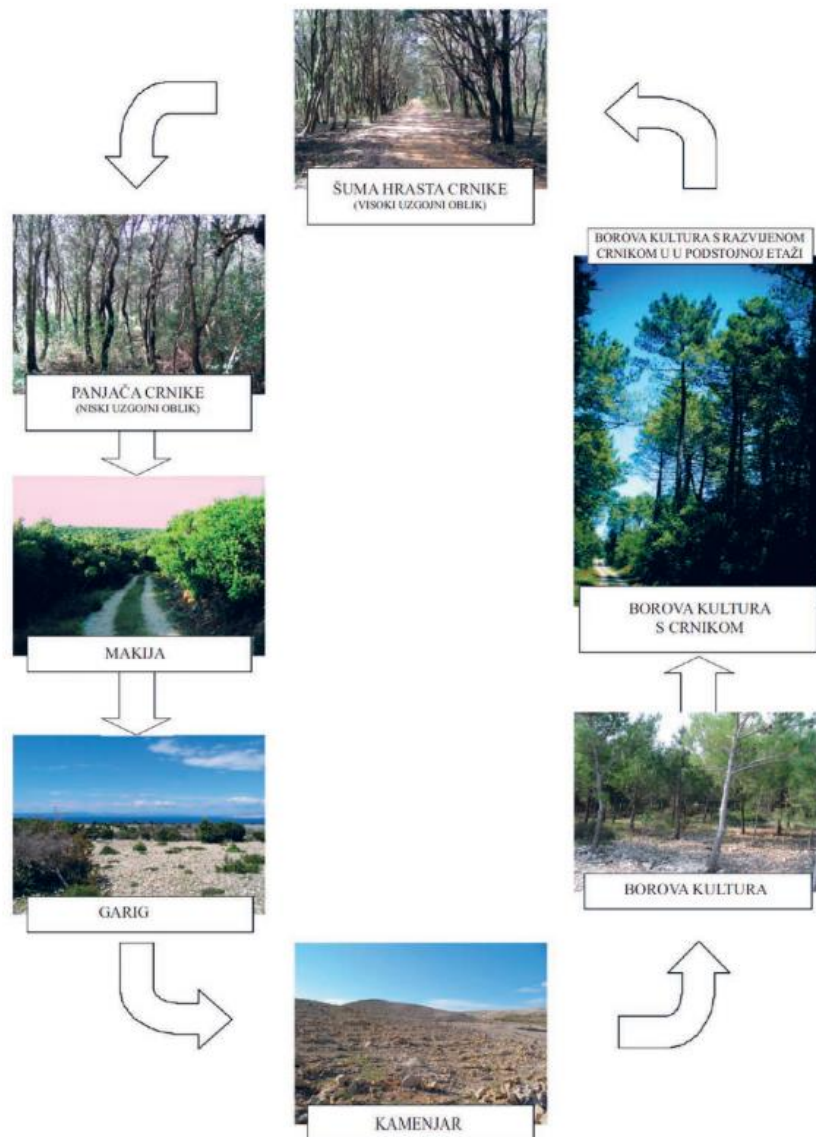 ŠUMA HRASTA CRNIKE
(VISOKI UZGOJNI OBLIK)
PANJAČA CRNIKE
(NISKI UZGOJNI OBLIK)
MAKIJA
GARIG
KAMENJAR
BOROVA KULTURA
BOROVA KULTURA
S CRNIKOM
BOROVA KULTURA S RAZVIJENOM
CRNIKOM U U PODSTOJNOJ ETAŽI